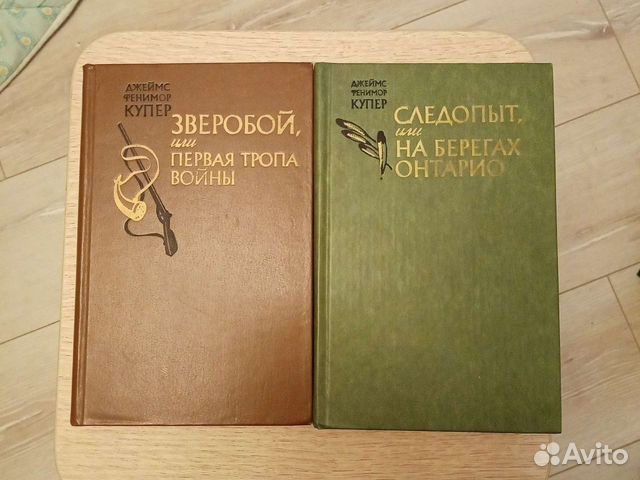 ДЖЕЙМС
ФЕНИМОР
КУПЕР
ЗВЕРОБОЙ,
или
ПЕРВАЯ ТРОПА
ВОЙНЫ
ДЖЕЙМС
ФЕНИМОР
КУПЕР
СЛЕДОПЫТ,
или
НА БЕРЕГАХ
ОНТАРИО
Avito